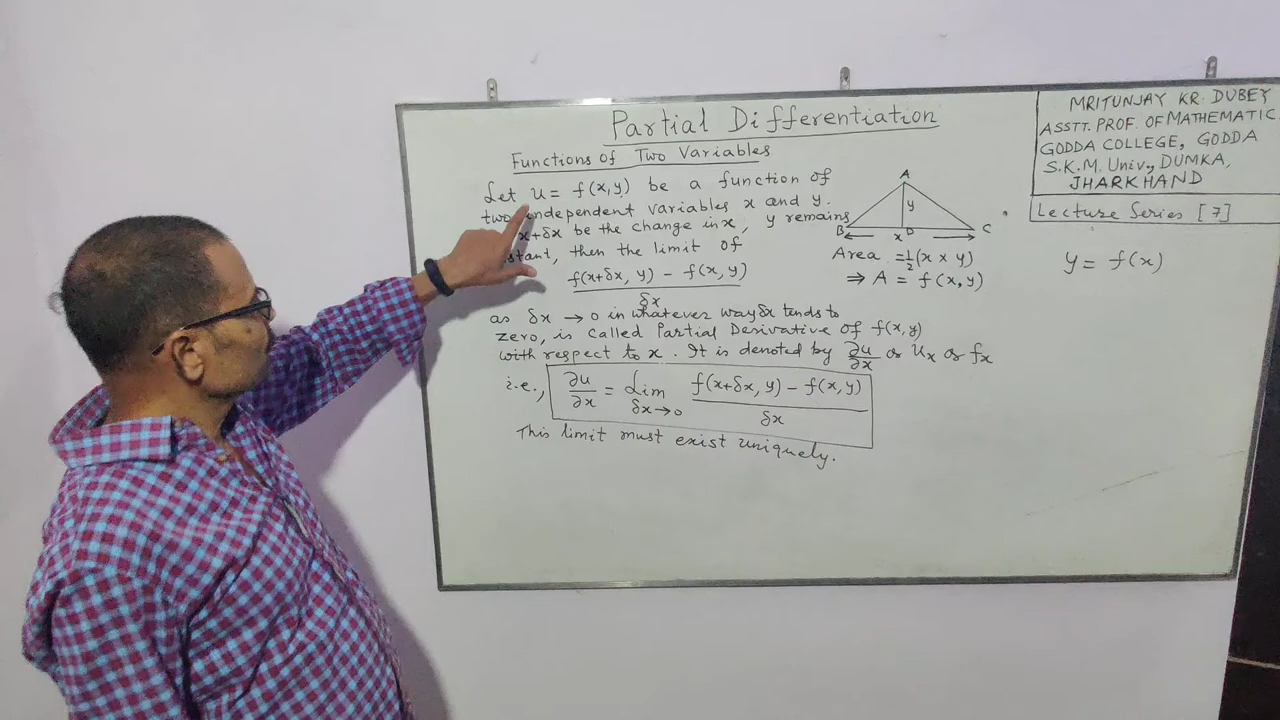 Partial Differentiation
Functions of Two Variables
Let u = f(x,y) be a function of
two independent variables x and y.
x+δx be the change in x, y remains
then the limit of
f(x+δx, y) - f(x,y)
δx
as δx → 0 in whatever way δx tends to
zero, is called Partial Derivative of f(x,y)
with respect to x. It is denoted by ∂u/∂x or ux or fx
i.e., ∂u/∂x = Lim δx→0 f(x+δx, y) - f(x,y) / δx
This limit must exist uniquely.
A
y
B x D C
Area = 1/2 (x × y)
⇒ A = f(x,y)
MRITUNJAY KR. DUBEY
ASSTT. PROF. OF MATHEMATIC
GODDA COLLEGE, GODDA
S.K.M. Univ., DUMKA,
JHARKHAND
Lecture Series [7]
y = f(x)